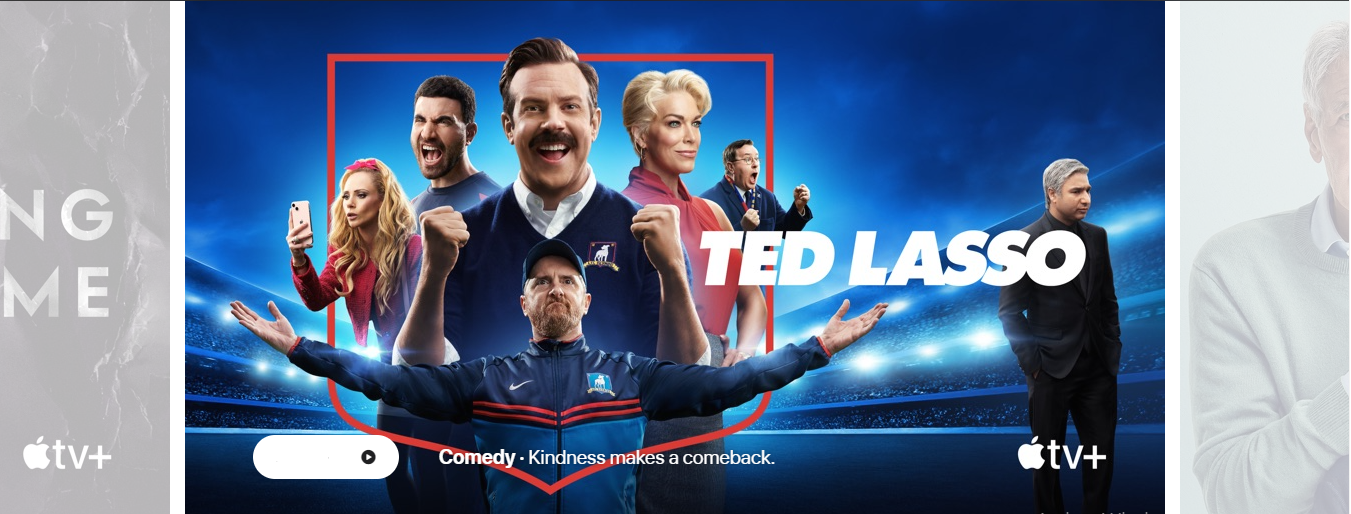 NG
ME
tv+
TED LASSO
Comedy · Kindness makes a comeback.
tv+